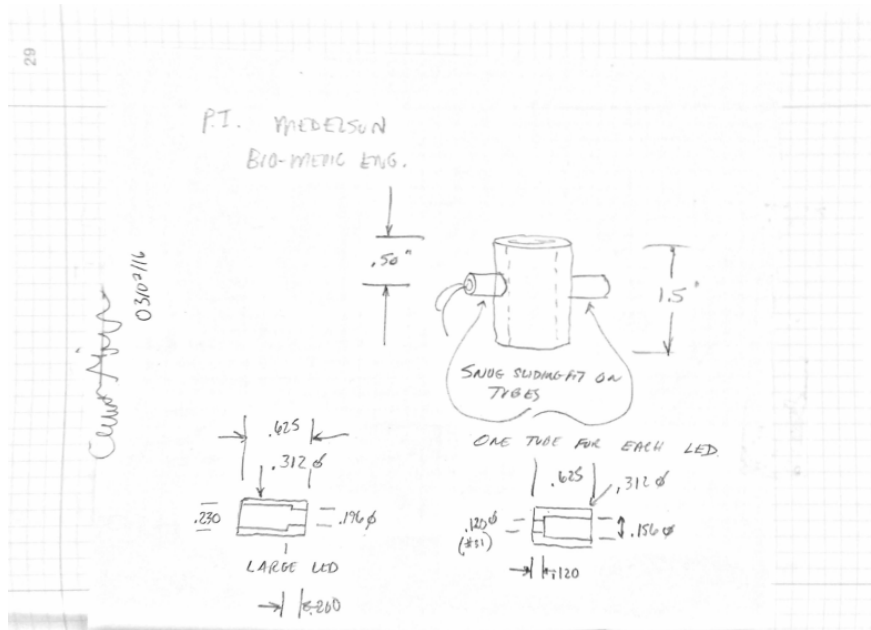 29
P.I. MEDELSON
BIO-MEDIC ENG.
03/07/16
.50"
1.5"
SNUG SLIDING FIT ON
TUBES
ONE TUBE FOR EACH LED.
.625
.312 ø
.230
.196 ø
LARGE LED
.200
.625
.312 ø
.120 ø
(#31)
.156 ø
.120